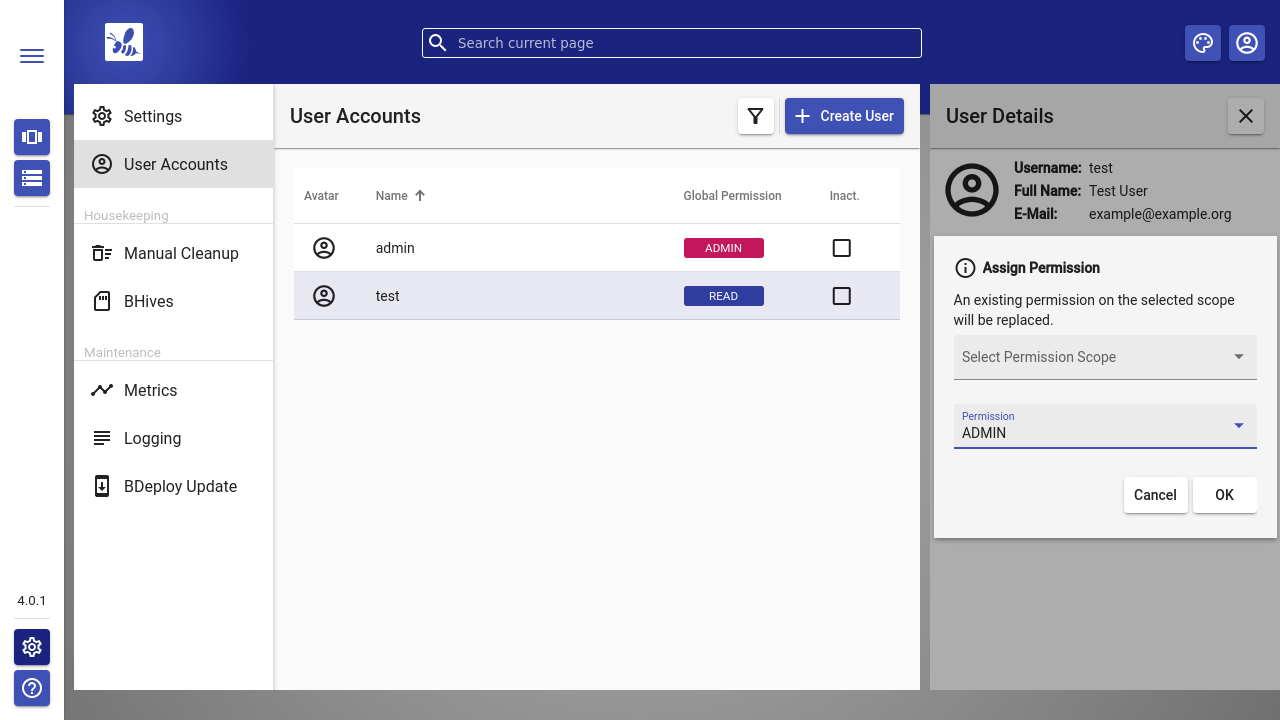 Search current page
Settings
User Accounts
Housekeeping
Manual Cleanup
BHives
Maintenance
Metrics
Logging
BDeploy Update
4.0.1
User Accounts
Create User
Avatar Name Global Permission Inact.
admin ADMIN
test READ
User Details
Username: test
Full Name: Test User
E-Mail: example@example.org
Assign Permission
An existing permission on the selected scope
will be replaced.
Select Permission Scope
Permission
ADMIN
Cancel OK